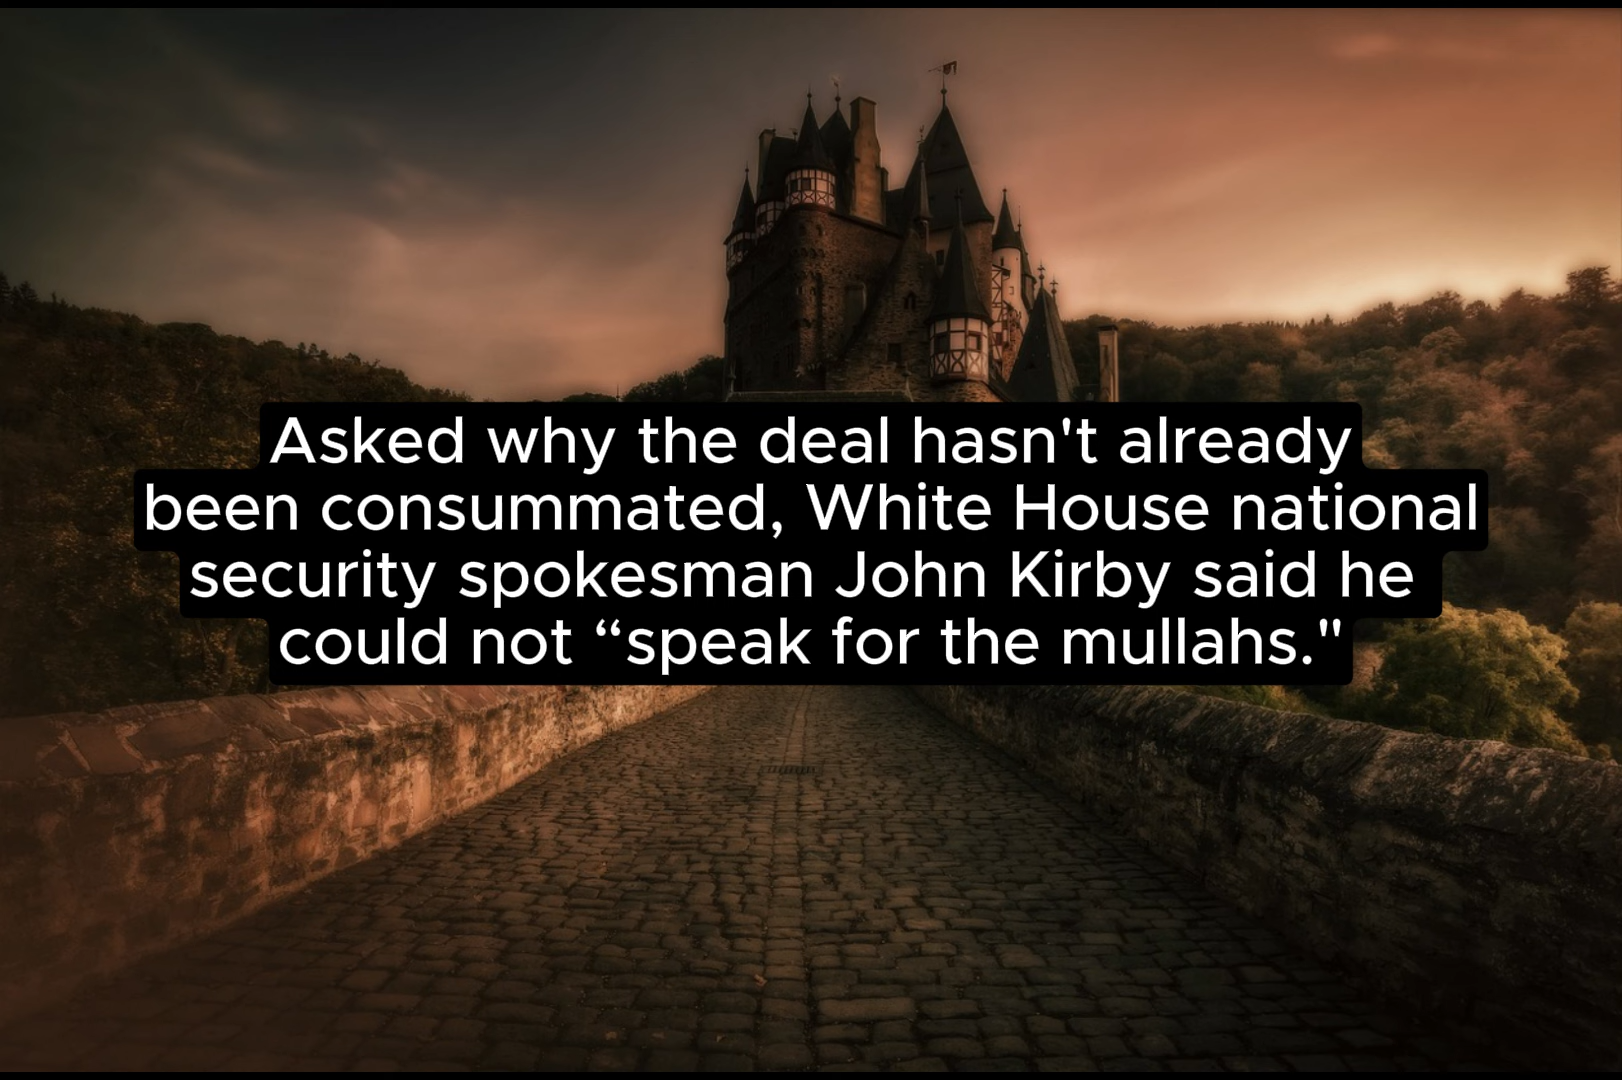 Asked why the deal hasn't already
been consummated, White House national
security spokesman John Kirby said he
could not “speak for the mullahs."